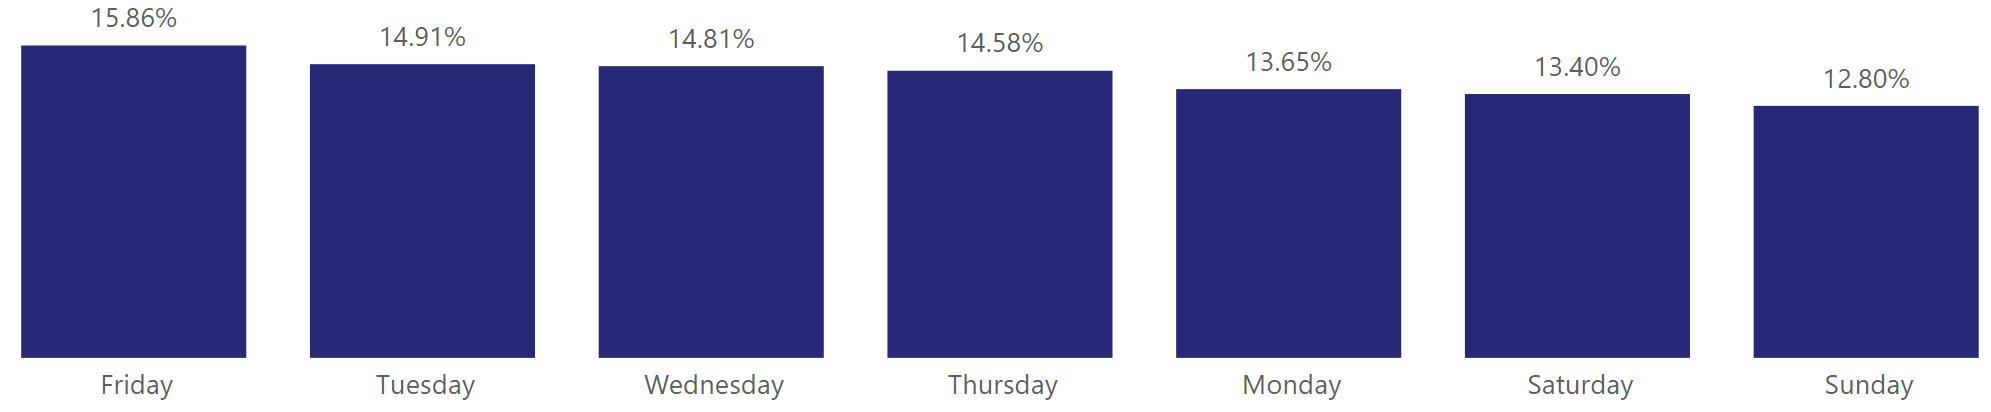 15.86%
14.91%
14.81%
14.58%
13.65%
13.40%
12.80%
Friday
Tuesday
Wednesday
Thursday
Monday
Saturday
Sunday